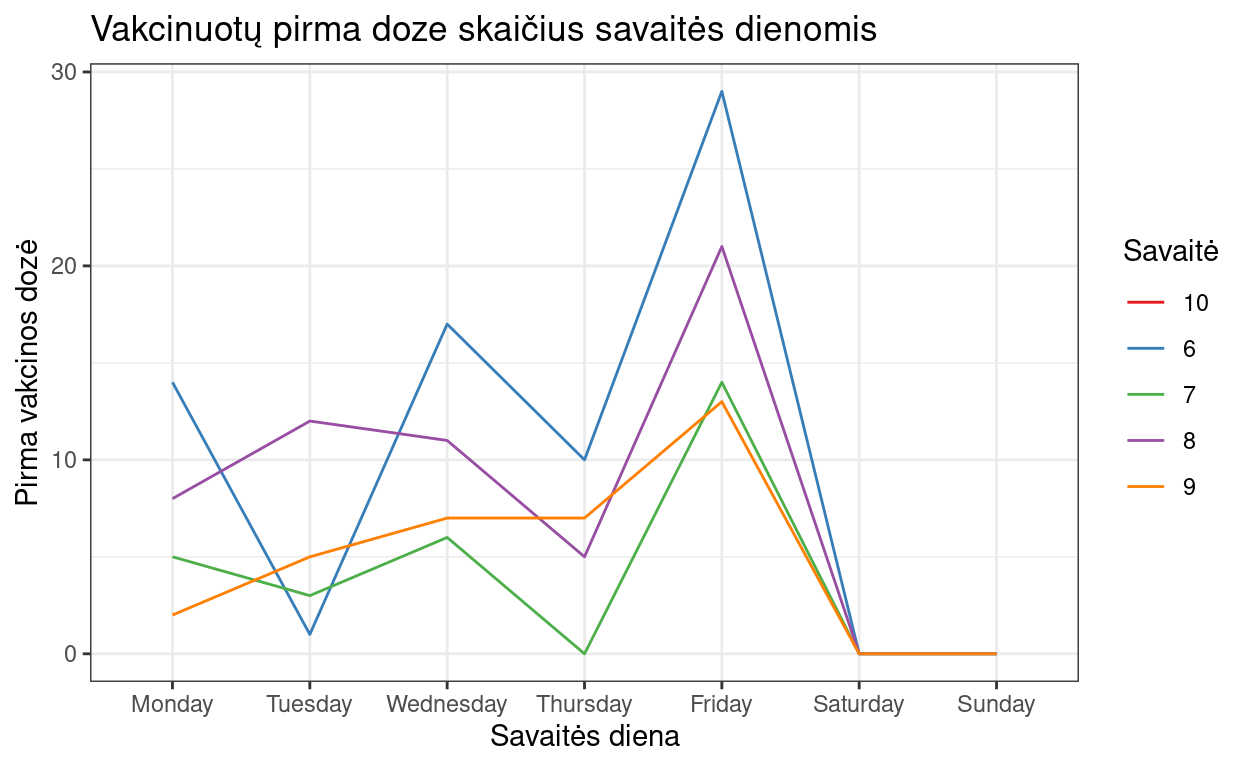 Vakcinuotų pirma doze skaičius savaitės dienomis
30
20
10
0
Pirma vakcinos dozė
Monday Tuesday Wednesday Thursday Friday Saturday Sunday
Savaitės diena
Savaitė
10
6
7
8
9